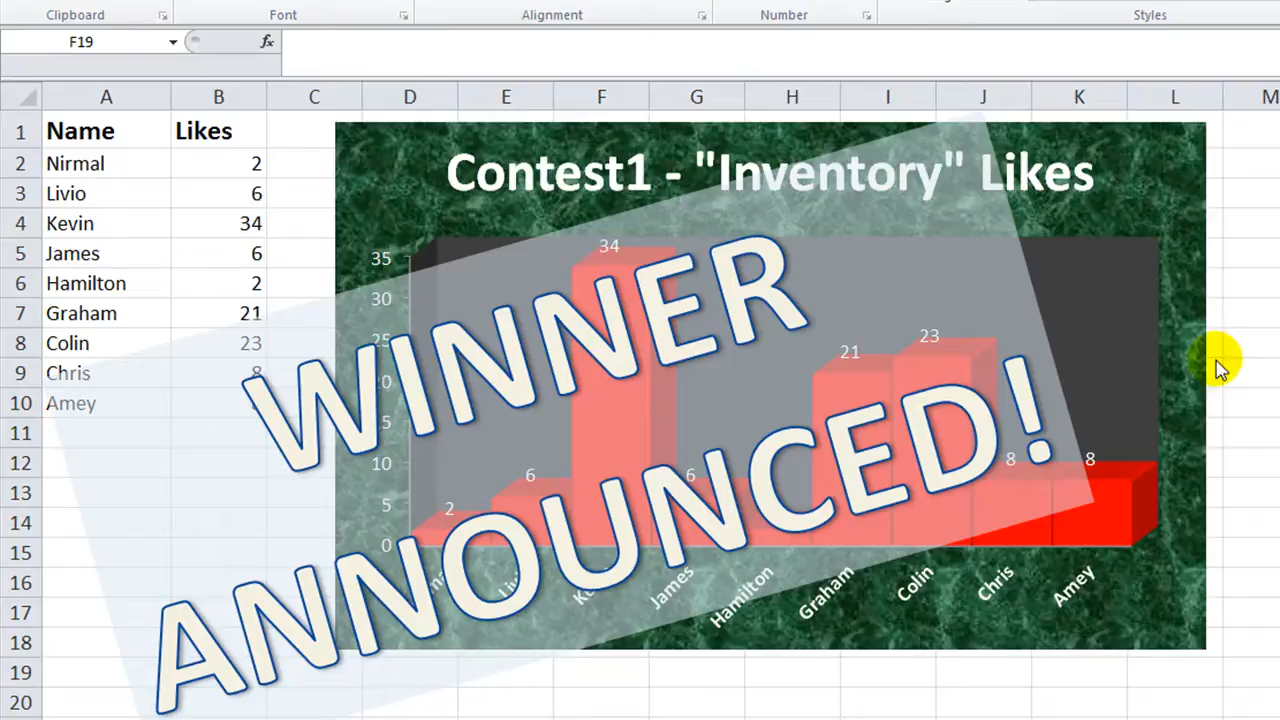 Clipboard Font Alignment Number Styles
F19 fx
A B C D E F G H I J K L M
1 Name Likes
2 Nirmal 2
3 Livio 6
4 Kevin 34
5 James 6
6 Hamilton 2
7 Graham 21
8 Colin 23
9 Chris 8
10 Amey
11
12
13
14
15
16
17
18
19
20
Contest1 - "Inventory" Likes
35
30
10
5
0
2 6 34 6 21 23 8 8
James Hamilton Graham Colin Chris Amey
WINNER
ANNOUNCED!